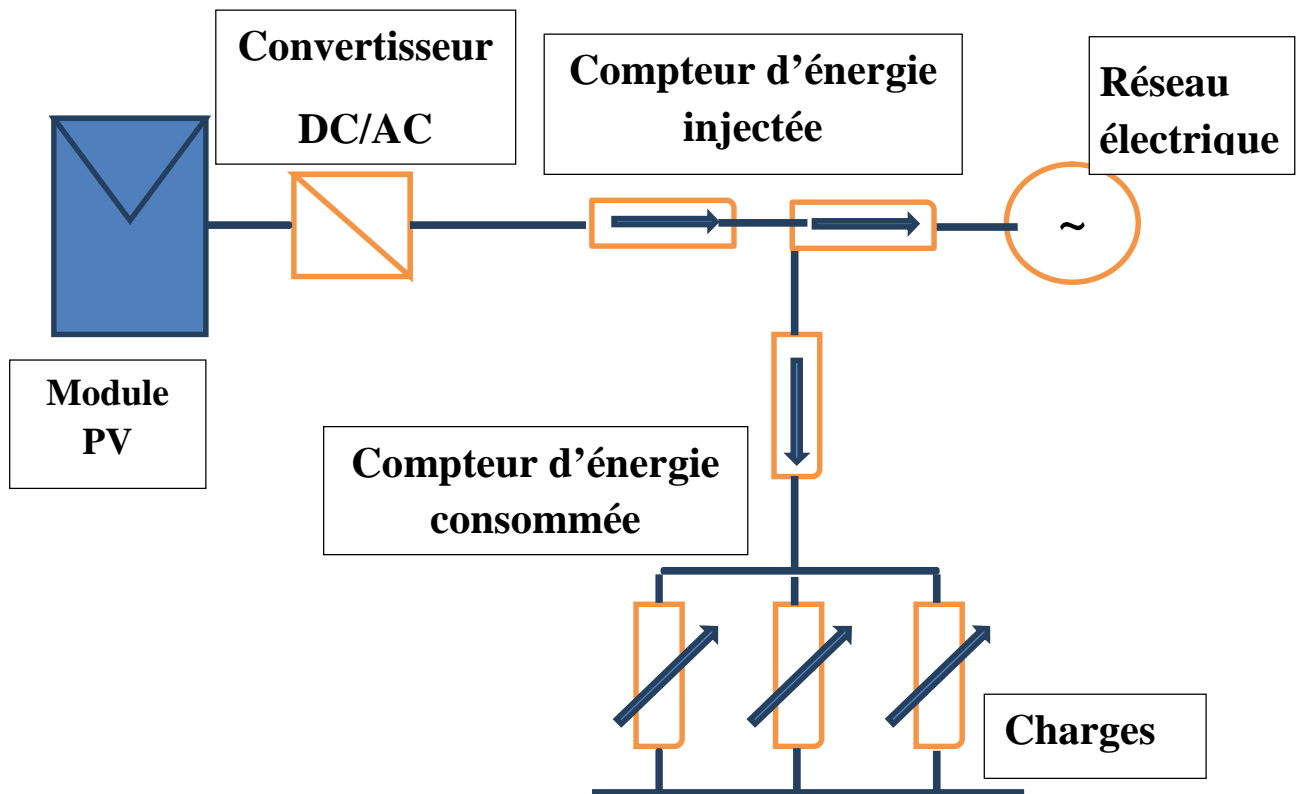 Convertisseur
DC/AC
Compteur d’énergie
injectée
Réseau
électrique
~
Module
PV
Compteur d’énergie
consommée
Charges